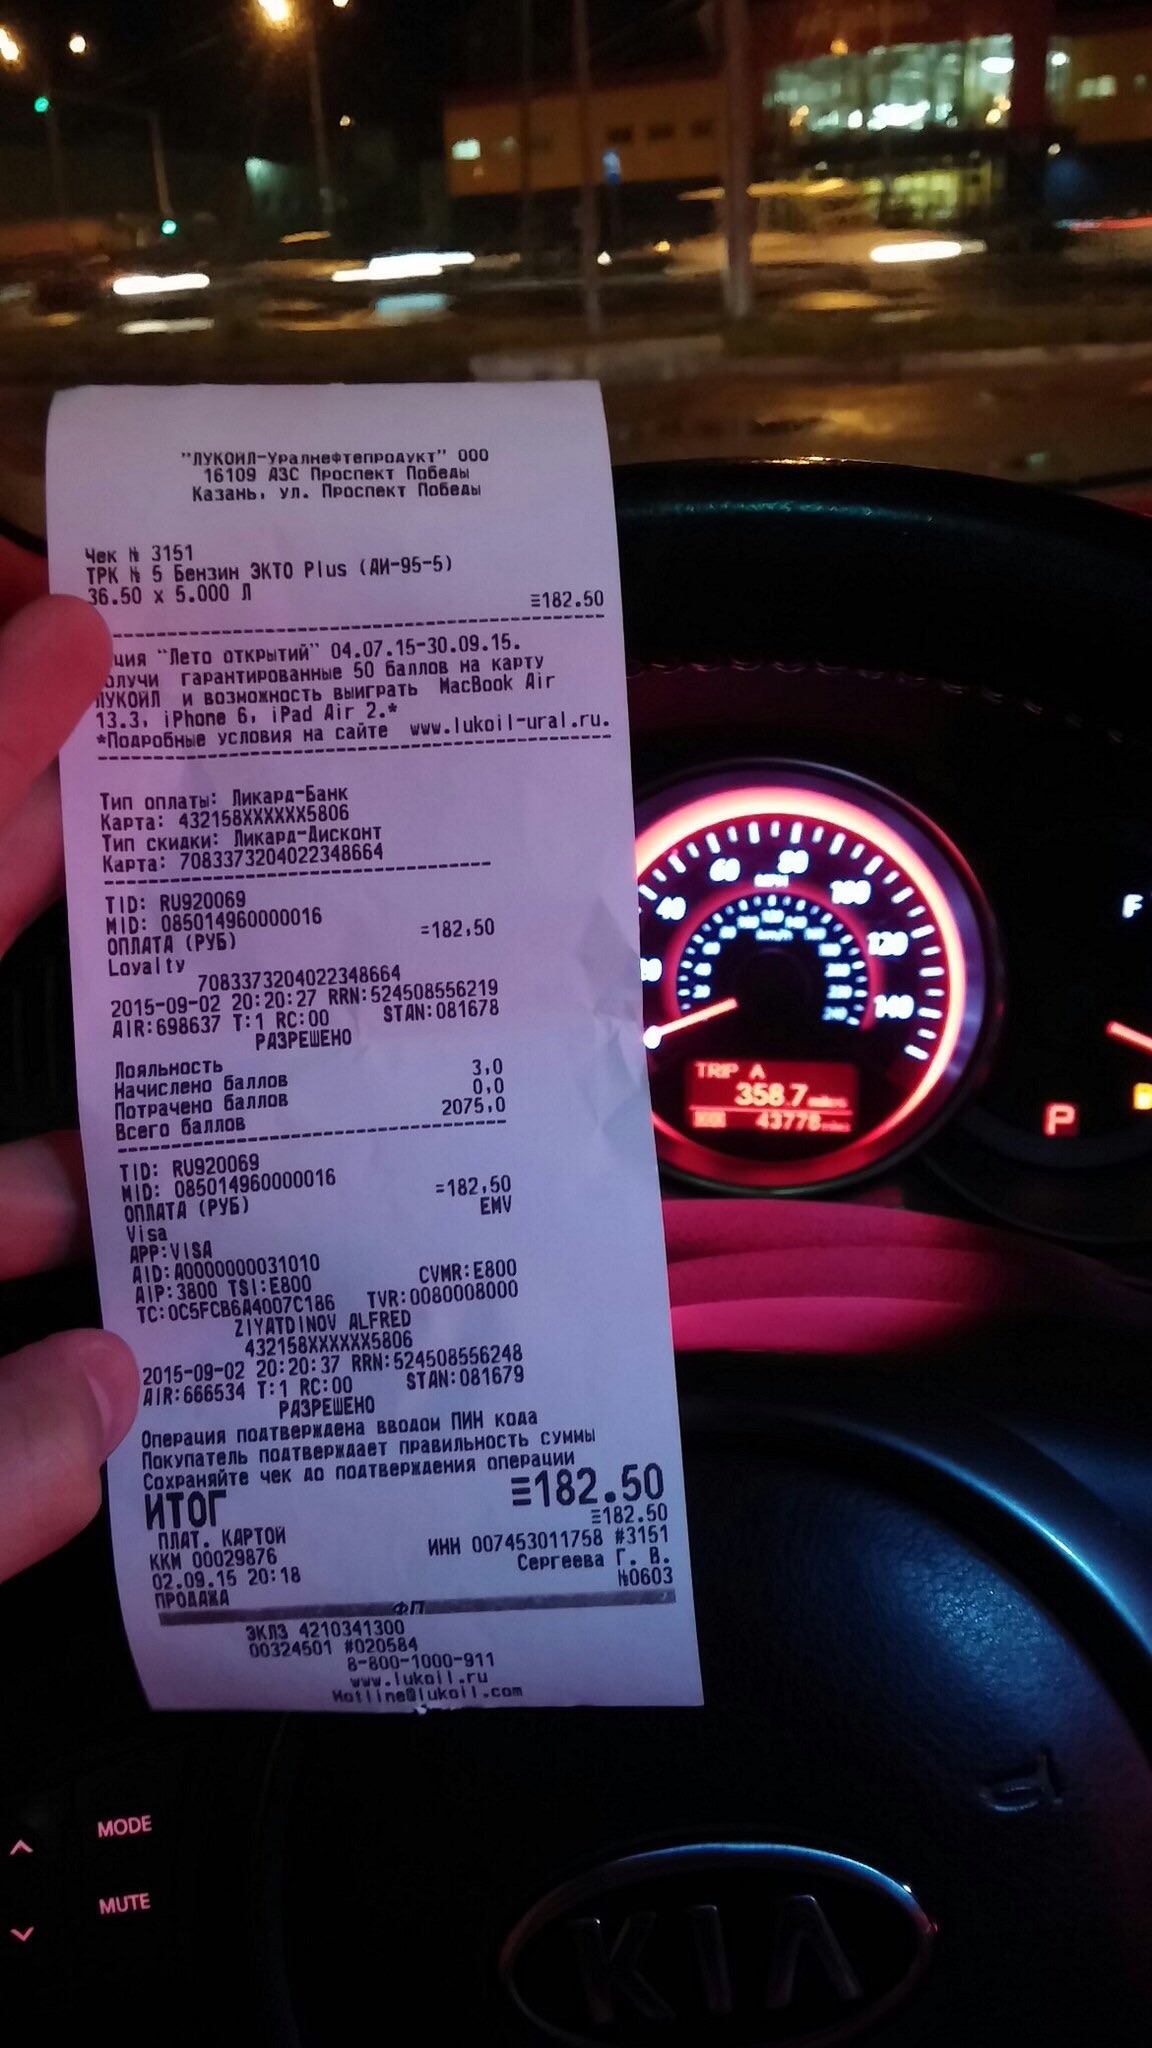 "ЛУКОЙЛ-Уралнефтепродукт" ООО
16109 АЗС Проспект Победы
Казань, ул. Проспект Победы
Чек № 3151
ТРК № 5 Бензин ЭКТО Plus (АИ-95-5)
36.50 x 5.000 Л ≡182.50
ция "Лето открытий" 04.07.15-30.09.15.
олучи гарантированные 50 баллов на карту
ЛУКОЙЛ и возможность выиграть MacBook Air
13.3, iPhone 6, iPad Air 2.*
*Подробные условия на сайте www.lukoil-ural.ru.
Тип оплаты: Ликард-Банк
Карта: 432158XXXXXX5806
Тип скидки: Ликард-Дисконт
Карта: 7083373204022348664
TID: RU920069
MID: 085014960000016
ОПЛАТА (РУБ) =182,50
Loyalty
7083373204022348664
2015-09-02 20:20:27 RRN:524508556219
AIR:698637 T:1 RC:00 STAN:081678
РАЗРЕШЕНО
Лояльность
Начислено баллов 3,0
Потрачено баллов 0,0
Всего баллов 2075,0
TID: RU920069
MID: 085014960000016
ОПЛАТА (РУБ) =182,50
Visa EMV
APP:VISA
AID:A0000000031010
AIP:3800 TSI:E800 CVMR:E800
TC:0C5FCB6A4007C186 TVR:0080008000
ZIYATDINOV ALFRED
432158XXXXXX5806
2015-09-02 20:20:37 RRN:524508556248
AIR:666534 T:1 RC:00 STAN:081679
РАЗРЕШЕНО
Операция подтверждена вводом ПИН кода
Покупатель подтверждает правильность суммы
Сохраняйте чек до подтверждения операции
ИТОГ ≡182.50
ПЛАТ. КАРТОЙ ≡182.50
ККМ 00029876 ИНН 007453011758 #3151
02.09.15 20:18 Сергеева Г. В.
ПРОДАЖА №0603
ФП
ЭКЛЗ 4210341300
00324501 #020584
8-800-1000-911
www.lukoil.ru
Hotline@lukoil.com
40 60 80 100 120 140
MPH
km/h
TRIP A
358.7
43778
F
P
MODE
MUTE
KIA